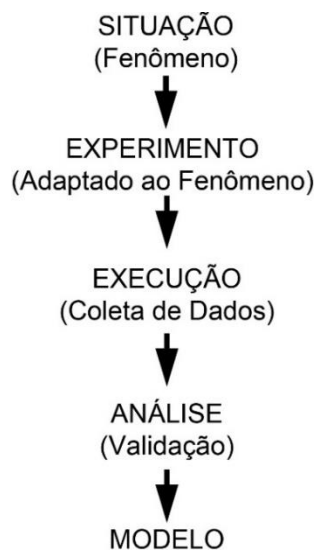 SITUAÇÃO
(Fenômeno)
EXPERIMENTO
(Adaptado ao Fenômeno)
EXECUÇÃO
(Coleta de Dados)
ANÁLISE
(Validação)
MODELO